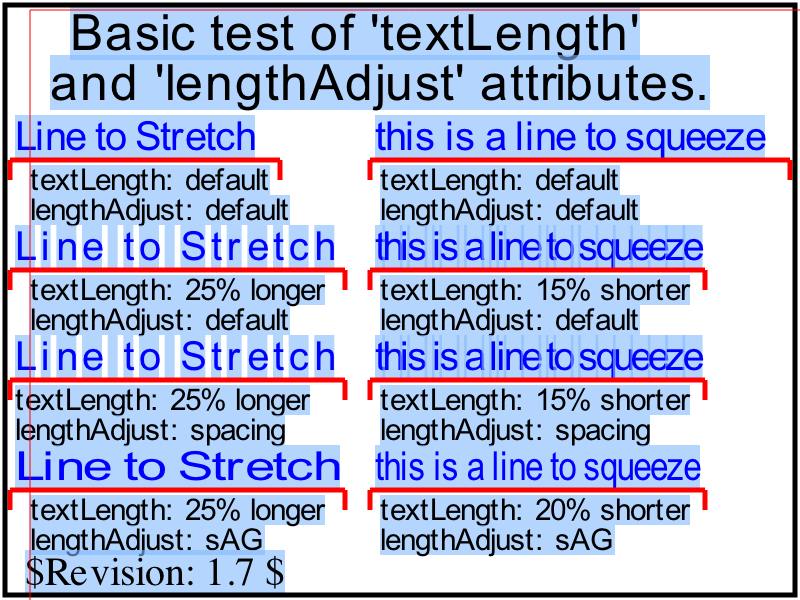 Basic test of 'textLength'
and 'lengthAdjust' attributes.
Line to Stretch
textLength: default
lengthAdjust: default
Line to Stretch
textLength: 25% longer
lengthAdjust: default
Line to Stretch
textLength: 25% longer
lengthAdjust: spacing
Line to Stretch
textLength: 25% longer
lengthAdjust: sAG
this is a line to squeeze
textLength: default
lengthAdjust: default
this is a line to squeeze
textLength: 15% shorter
lengthAdjust: default
this is a line to squeeze
textLength: 15% shorter
lengthAdjust: spacing
this is a line to squeeze
textLength: 20% shorter
lengthAdjust: sAG
$Revision: 1.7 $